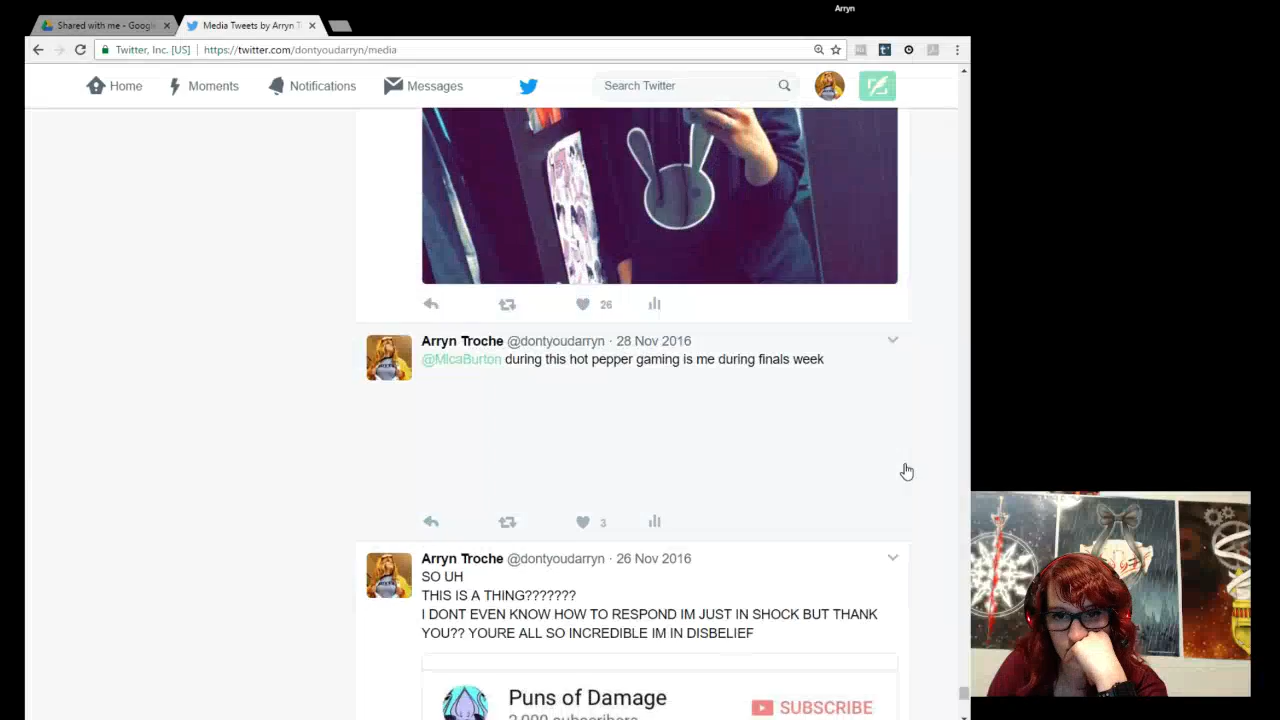 Arryn
Shared with me - Googl
Media Tweets by Arryn T
Twitter, Inc. [US]
https://twitter.com/dontyoudarryn/media
Home
Moments
Notifications
Messages
Search Twitter
26
Arryn Troche @dontyoudarryn · 28 Nov 2016
@MicaBurton during this hot pepper gaming is me during finals week
3
Arryn Troche @dontyoudarryn · 26 Nov 2016
SO UH
THIS IS A THING???????
I DONT EVEN KNOW HOW TO RESPOND IM JUST IN SHOCK BUT THANK
YOU?? YOURE ALL SO INCREDIBLE IM IN DISBELIEF
Puns of Damage
SUBSCRIBE
2,000 subscribers